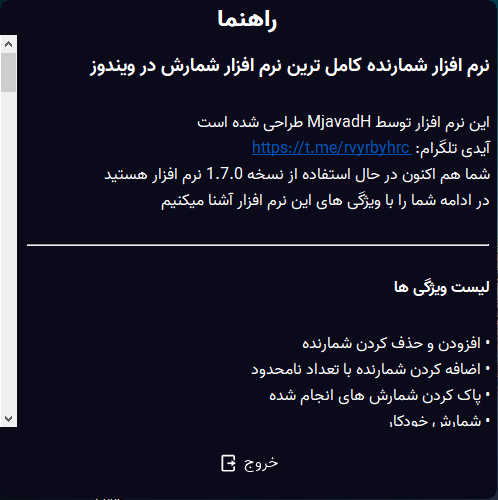 راهنما
نرم افزار شمارنده کامل ترین نرم افزار شمارش در ویندوز
این نرم افزار توسط MjavadH طراحی شده است
آیدی تلگرام: https://t.me/rvyrbyhrc
شما هم اکنون در حال استفاده از نسخه 1.7.0 نرم افزار هستید
در ادامه شما را با ویژگی های این نرم افزار آشنا میکنیم
لیست ویژگی ها
• افزودن و حذف کردن شمارنده
• اضافه کردن شمارنده با تعداد نامحدود
• پاک کردن شمارش های انجام شده
• شمارش خودکار
خروج